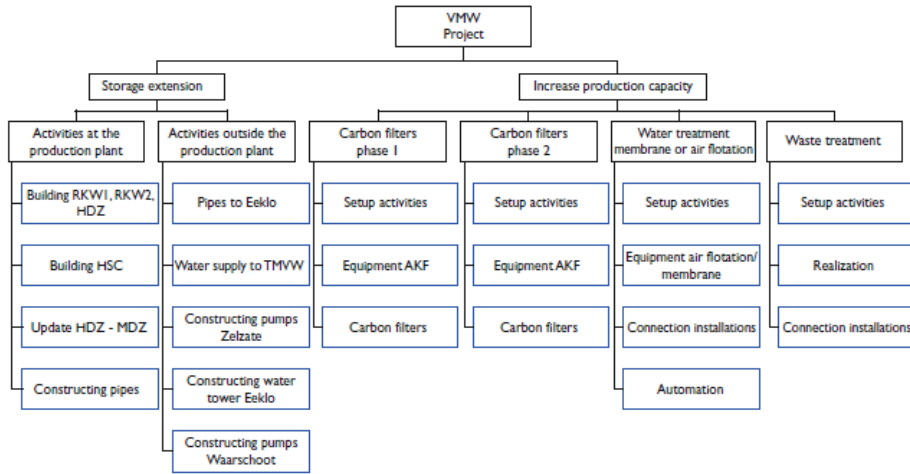 VMW
Project
Storage extension
Increase production capacity
Activities at the
production plant
Activities outside the
production plant
Carbon filters
phase 1
Carbon filters
phase 2
Water treatment
membrane or air flotation
Waste treatment
Building RKW1, RKW2,
HDZ
Pipes to Eeklo
Setup activities
Setup activities
Setup activities
Setup activities
Building HSC
Water supply to TMVW
Equipment AKF
Equipment AKF
Equipment air flotation/
membrane
Realization
Update HDZ - MDZ
Constructing pumps
Zelzate
Carbon filters
Carbon filters
Connection installations
Connection installations
Constructing pipes
Constructing water
tower Eeklo
Automation
Constructing pumps
Waarschoot